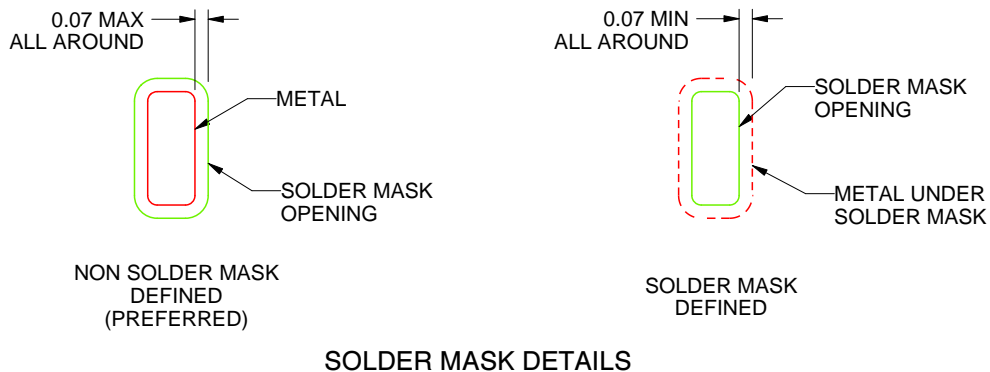 0.07 MAX
ALL AROUND
METAL
SOLDER MASK
OPENING
NON SOLDER MASK
DEFINED
(PREFERRED)
0.07 MIN
ALL AROUND
SOLDER MASK
OPENING
METAL UNDER
SOLDER MASK
SOLDER MASK
DEFINED
SOLDER MASK DETAILS